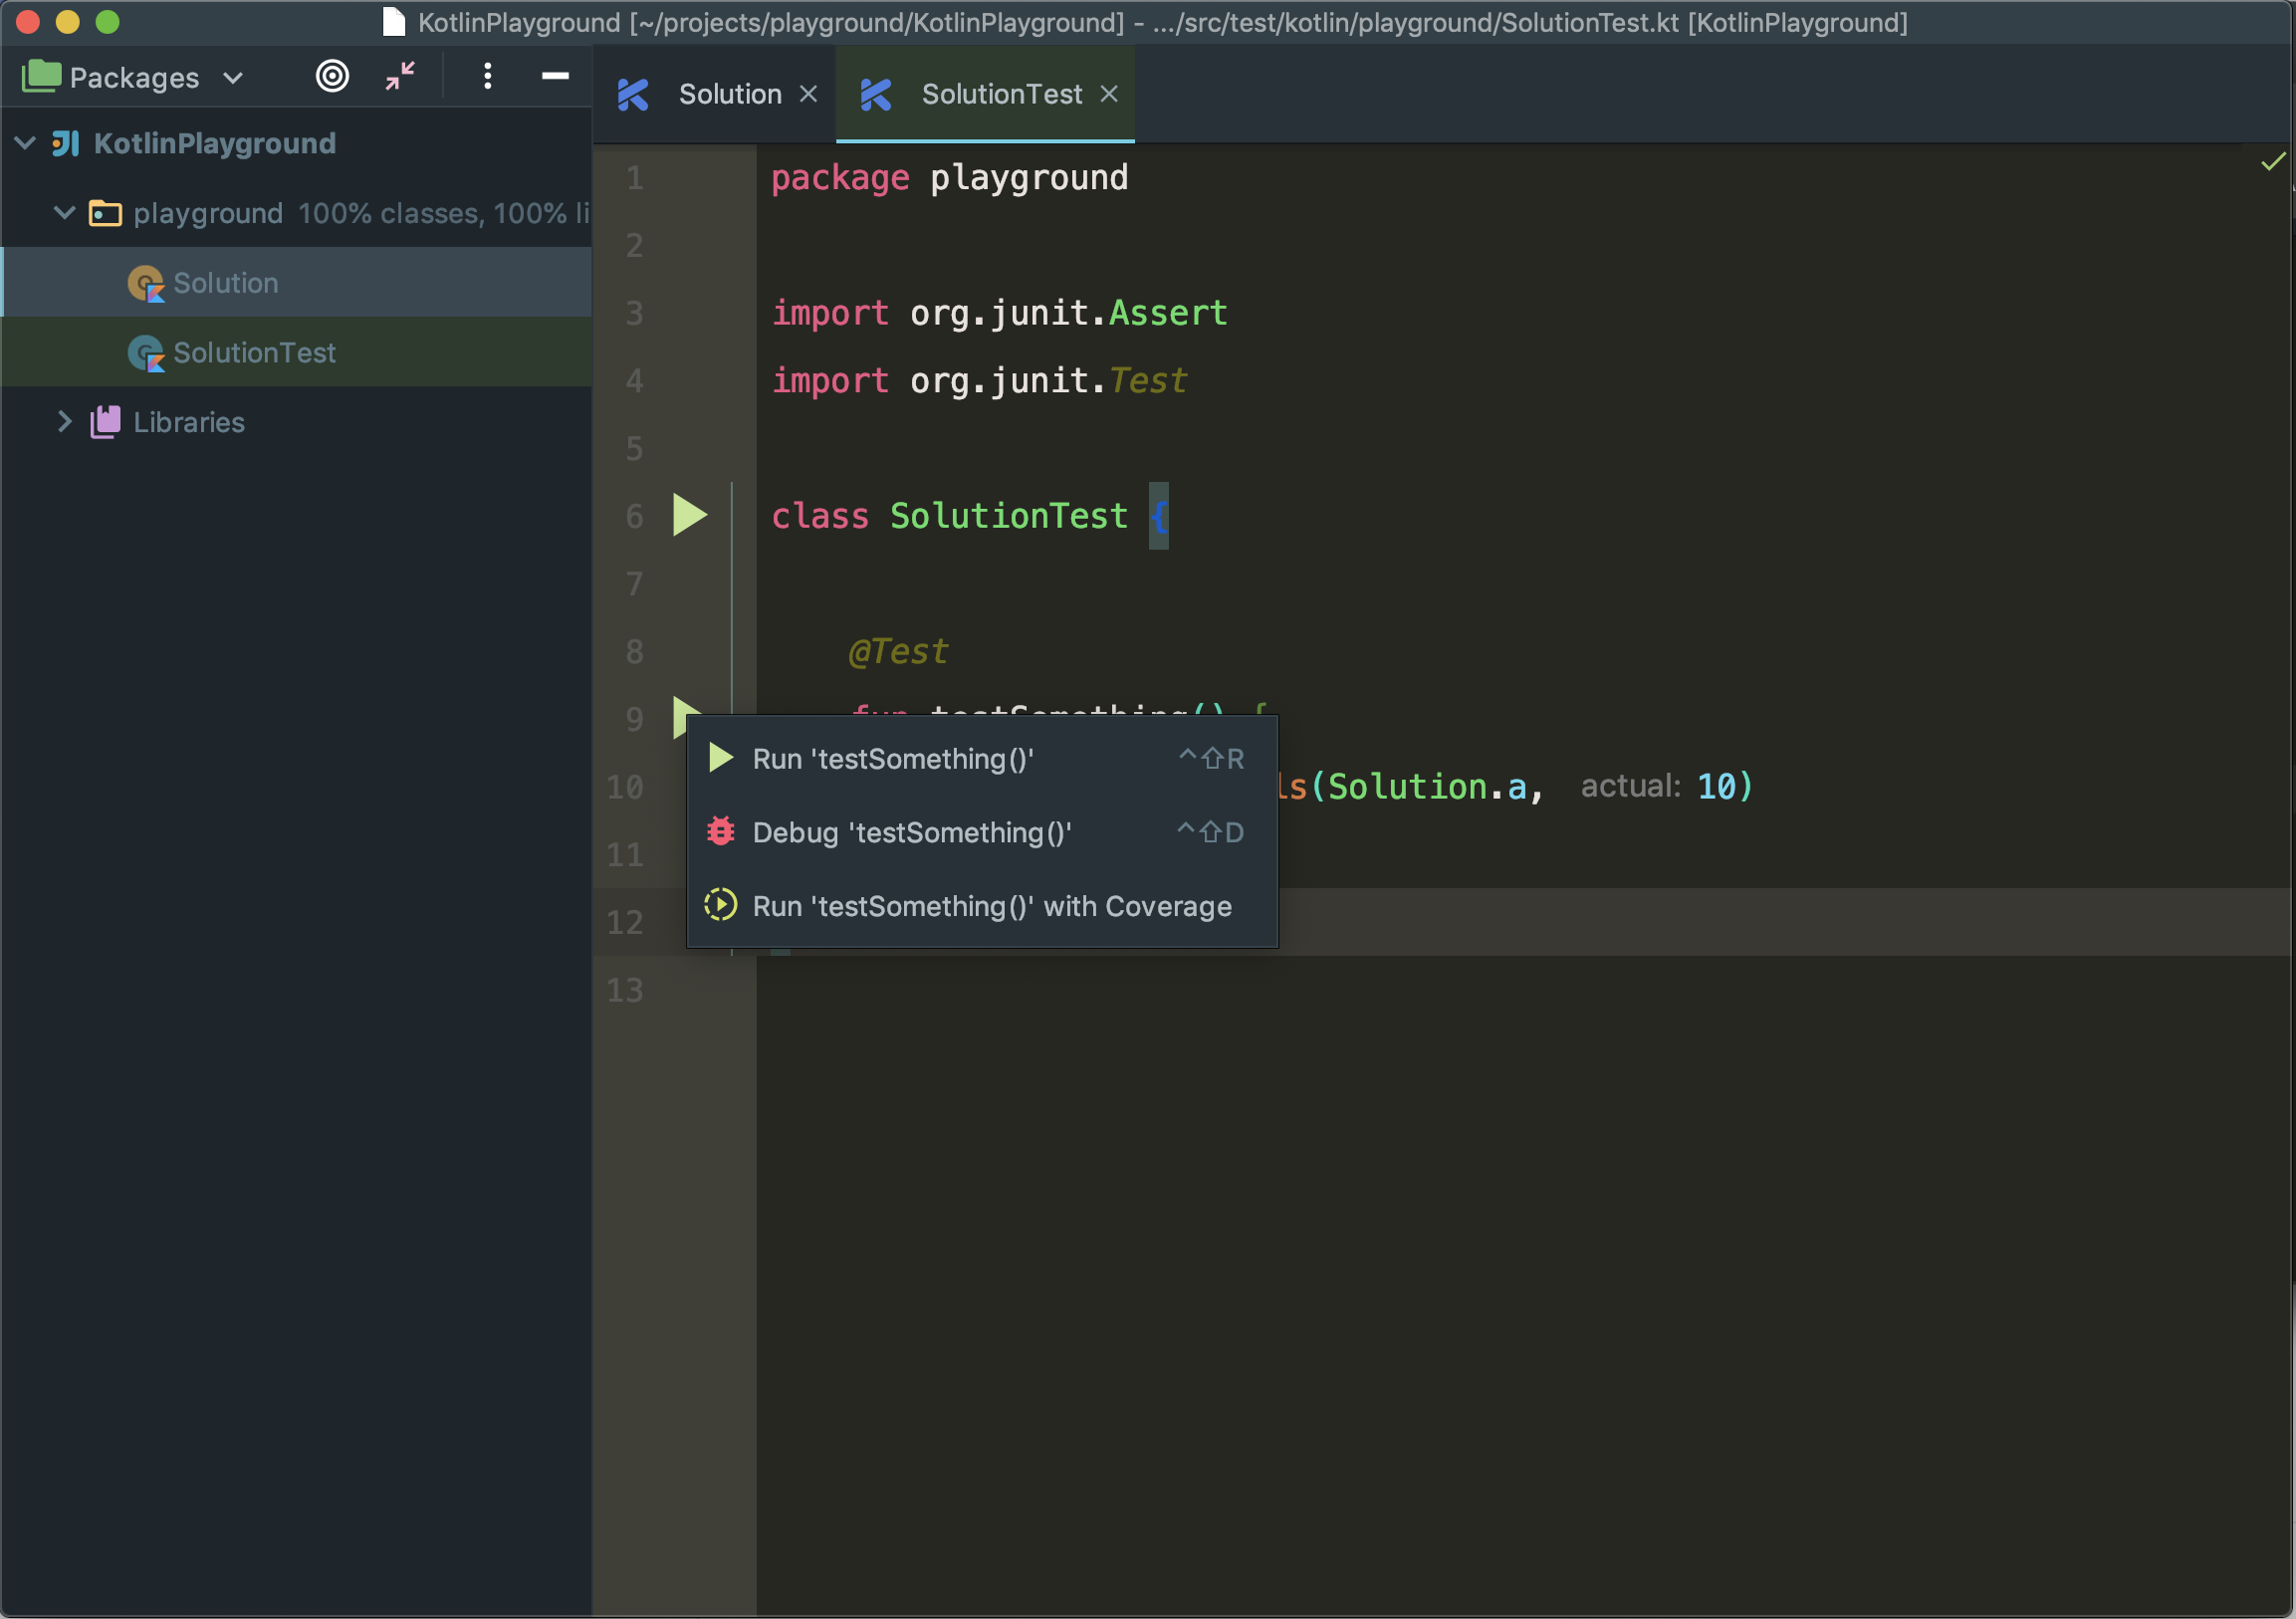 KotlinPlayground [~/projects/playground/KotlinPlayground] - .../src/test/kotlin/playground/SolutionTest.kt [KotlinPlayground]
Packages
Solution
SolutionTest
KotlinPlayground
playground 100% classes, 100% li
Solution
SolutionTest
Libraries
1 package playground
2
3 import org.junit.Assert
4 import org.junit.Test
5
6 class SolutionTest {
7
8 @Test
9 fun testSomething() {
10 ls(Solution.a, actual: 10)
11
12
13
Run 'testSomething()' ^⇧R
Debug 'testSomething()' ^⇧D
Run 'testSomething()' with Coverage